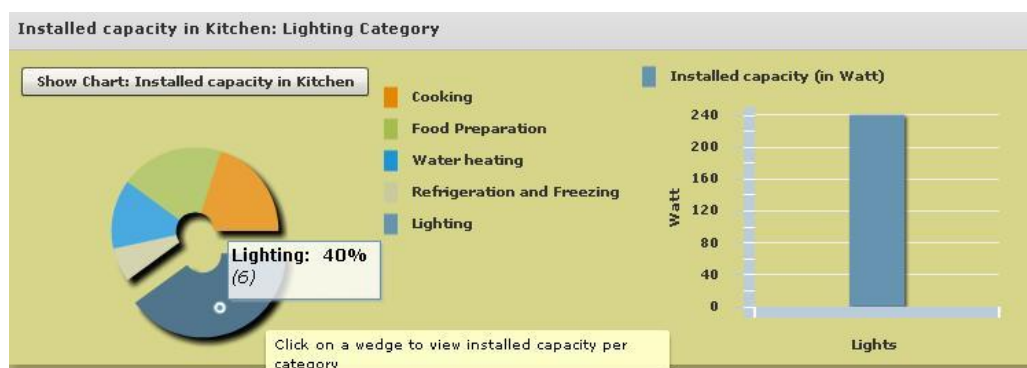 Installed capacity in Kitchen: Lighting Category
Show Chart: Installed capacity in Kitchen
Cooking
Food Preparation
Water heating
Refrigeration and Freezing
Lighting
Lighting: 40%
(6)
Click on a wedge to view installed capacity per
category
Installed capacity (in Watt)
240
200
160
120
80
40
0
Watt
Lights